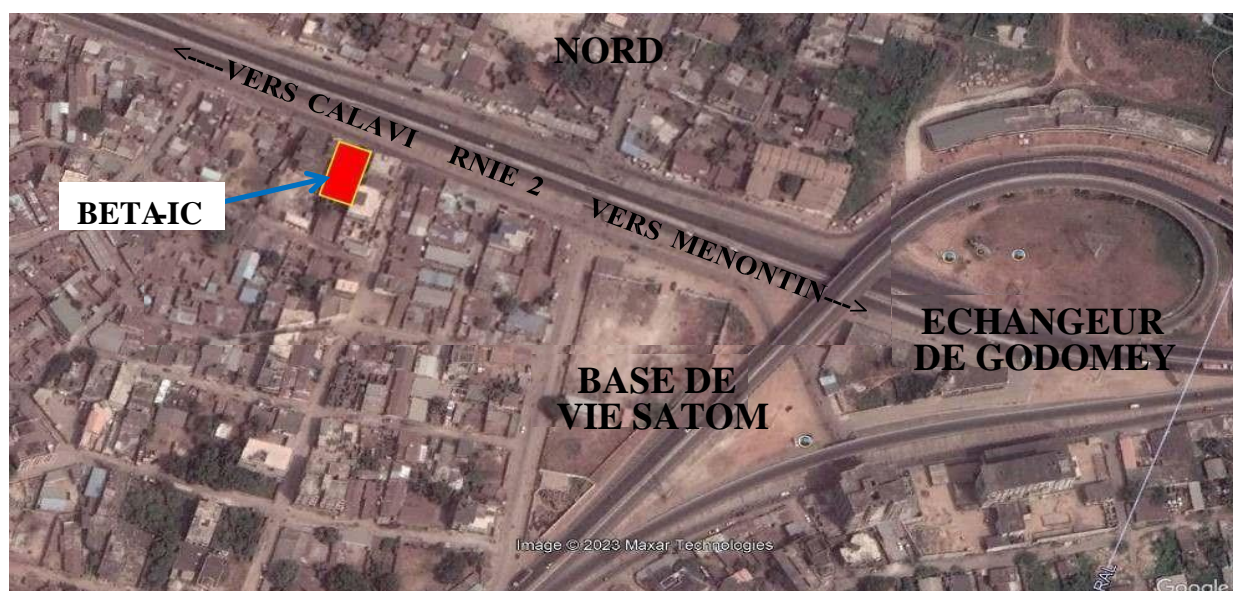 NORD
<----VERS CALAVI RNIE 2 VERS MENONTIN--->
BETA-IC
ECHANGEUR
DE GODOMEY
BASE DE
VIE SATOM
Image © 2023 Maxar Technologies
RAL
Google